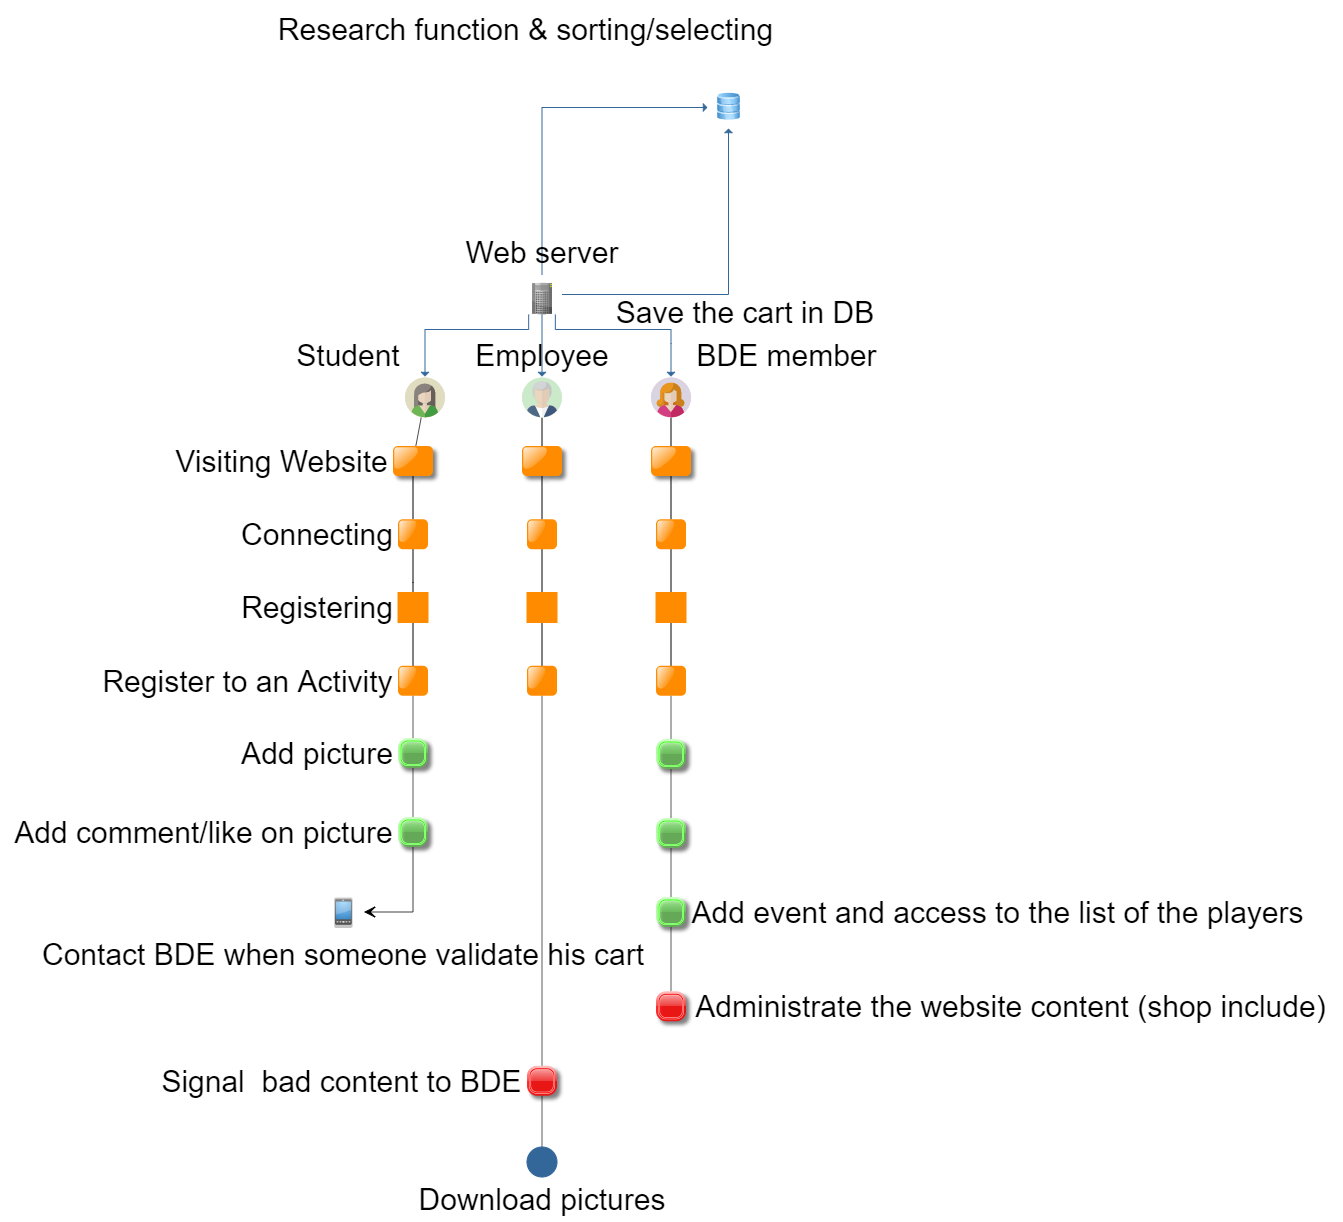 Research function & sorting/selecting
Web server
Save the cart in DB
Student
Employee
BDE member
Visiting Website
Connecting
Registering
Register to an Activity
Add picture
Add comment/like on picture
Add event and access to the list of the players
Contact BDE when someone validate his cart
Administrate the website content (shop include)
Signal  bad content to BDE
Download pictures